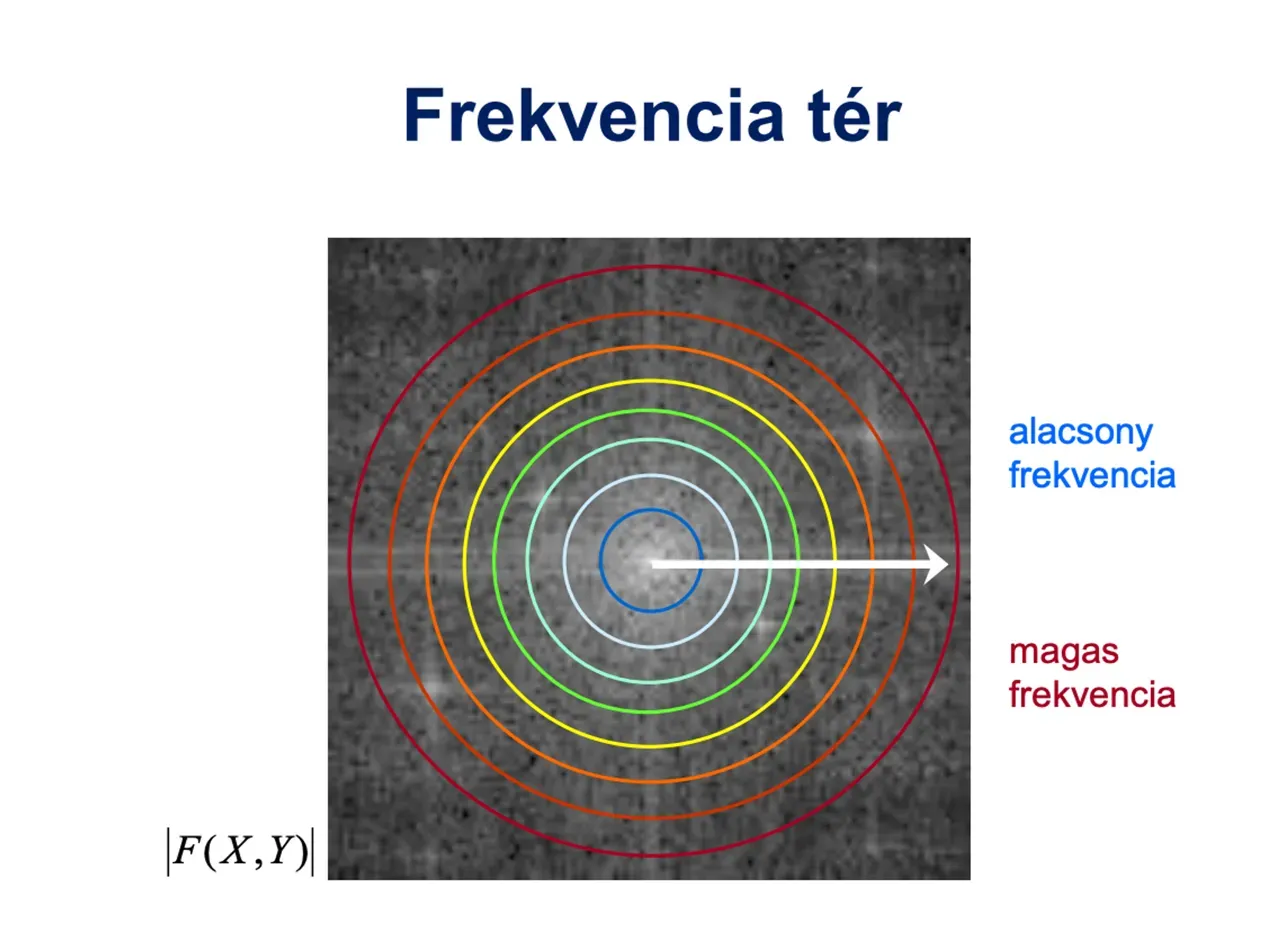 Frekvencia tér
alacsony
frekvencia
magas
frekvencia
|F(X,Y)|